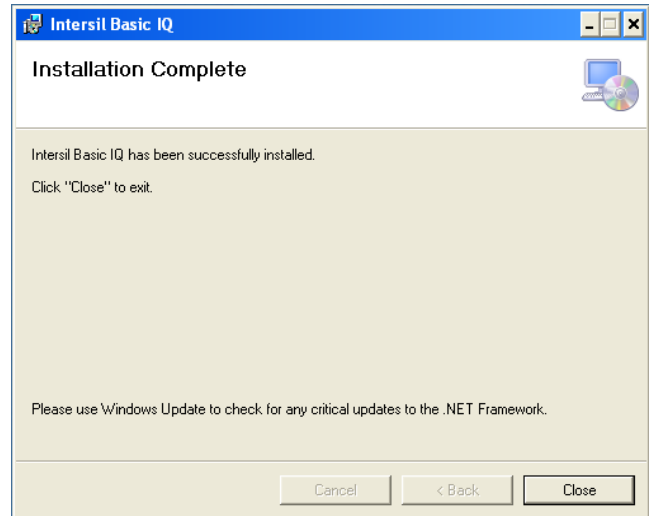 Intersil Basic IQ
Installation Complete
Intersil Basic IQ has been successfully installed.
Click "Close" to exit.
Please use Windows Update to check for any critical updates to the .NET Framework.
Cancel
< Back
Close